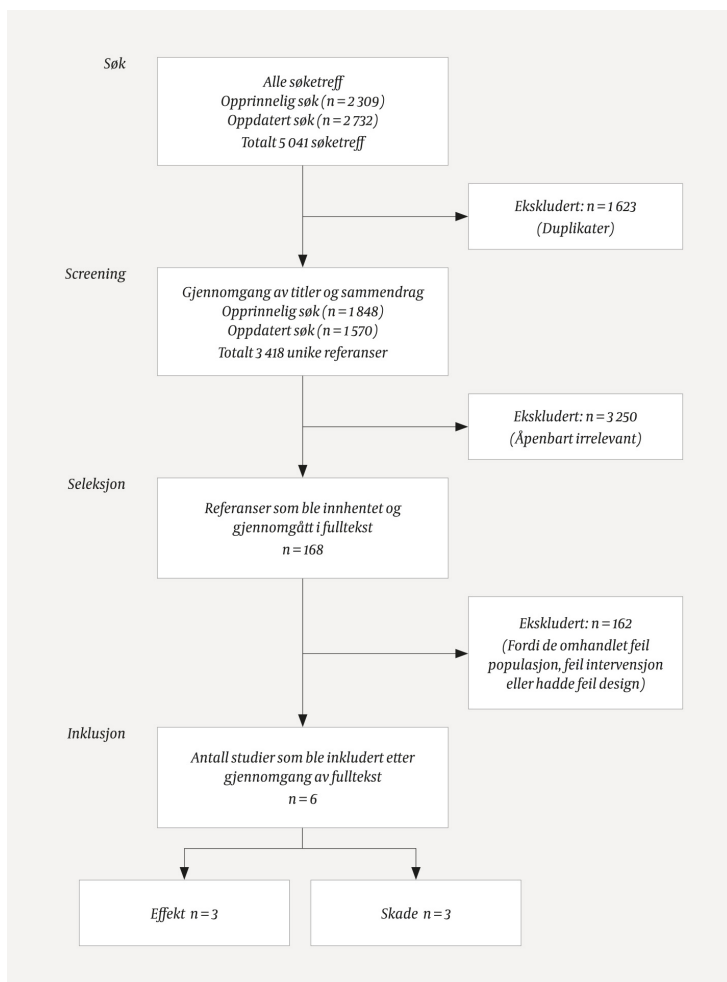 Søk
Alle søketreff
Opprinnelig søk (n = 2 309)
Oppdatert søk (n = 2 732)
Totalt 5 041 søketreff
Ekskludert: n = 1 623
(Duplikater)
Screening
Gjennomgang av titler og sammendrag
Opprinnelig søk (n = 1 848)
Oppdatert søk (n = 1 570)
Totalt 3 418 unike referanser
Ekskludert: n = 3 250
(Åpenbart irrelevant)
Seleksjon
Referanser som ble innhentet og
gjennomgått i fulltekst
n = 168
Ekskludert: n = 162
(Fordi de omhandlet feil
populasjon, feil intervensjon
eller hadde feil design)
Inklusjon
Antall studier som ble inkludert etter
gjennomgang av fulltekst
n = 6
Effekt n = 3
Skade n = 3